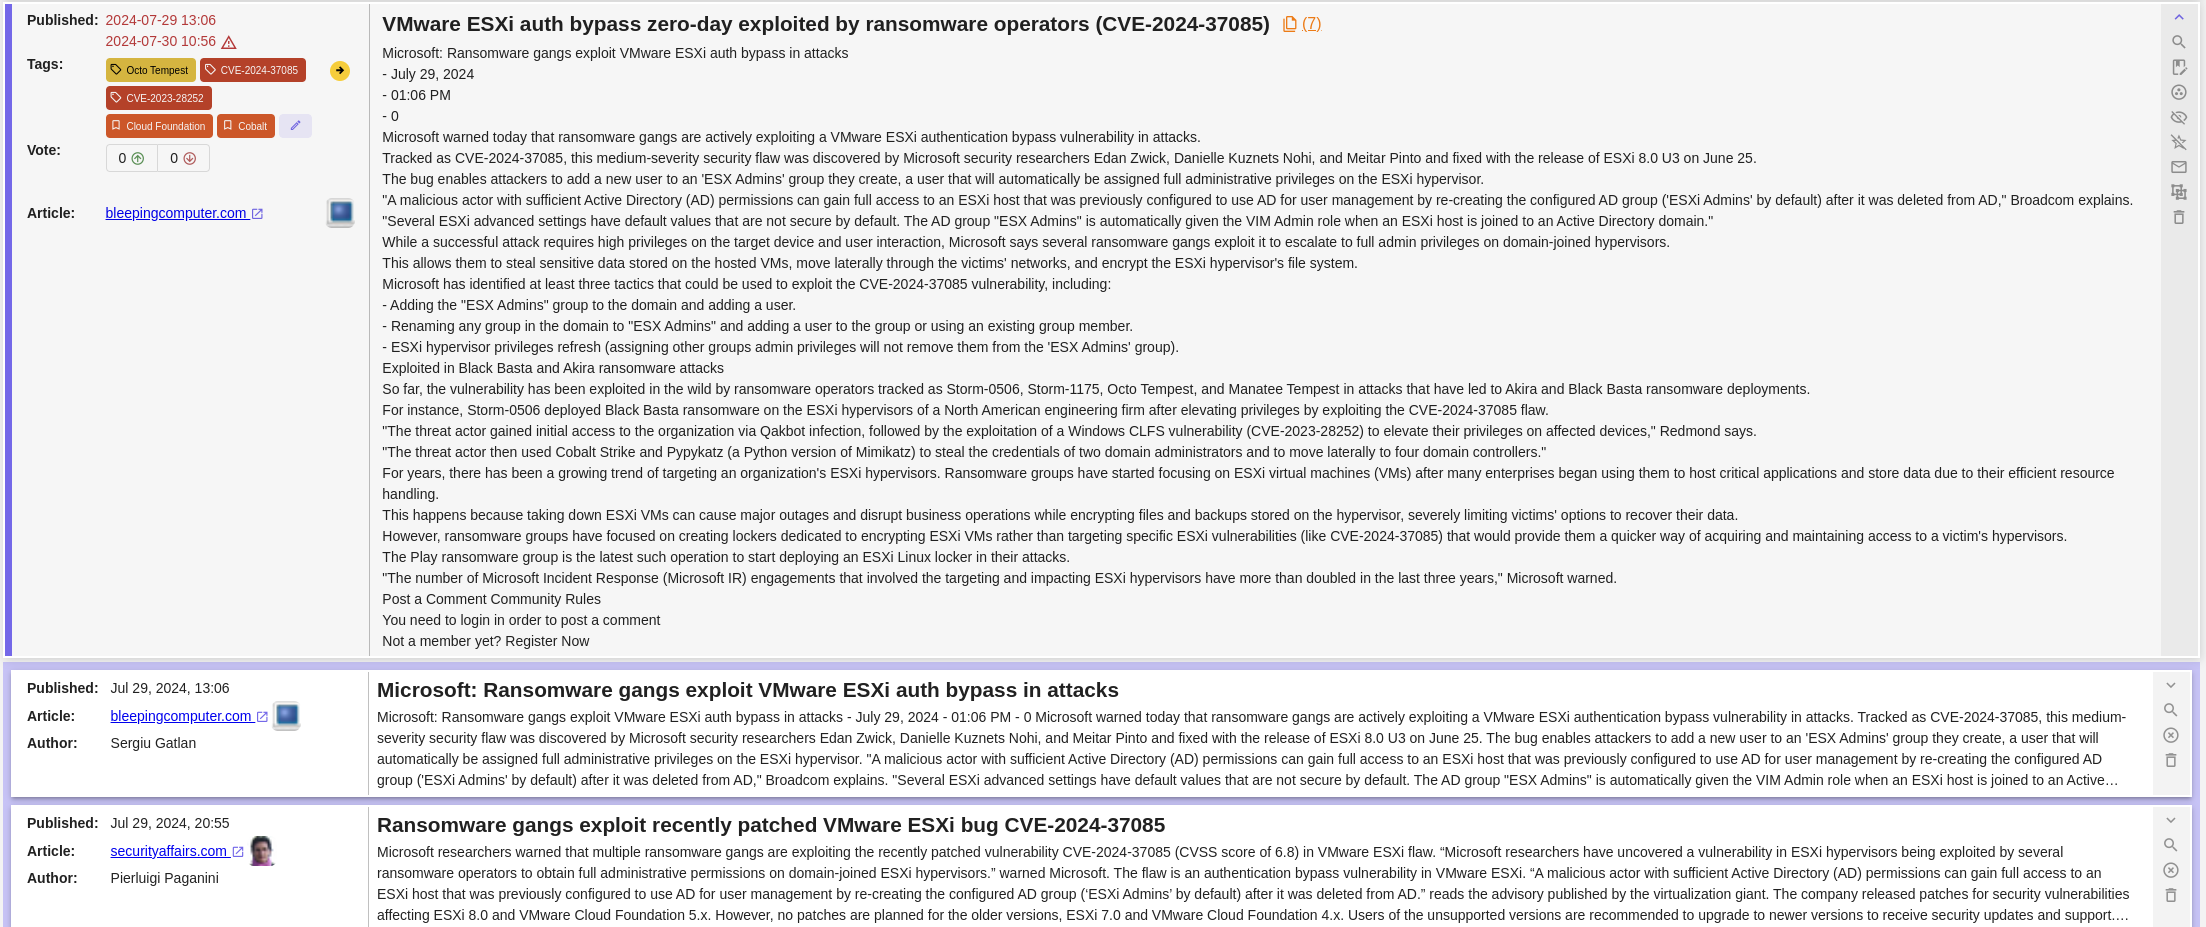 Published: 2024-07-29 13:06
2024-07-30 10:56
Tags: Octo Tempest CVE-2024-37085
CVE-2023-28252
Cloud Foundation Cobalt
Vote: 0 0
Article: bleepingcomputer.com
VMware ESXi auth bypass zero-day exploited by ransomware operators (CVE-2024-37085) (7)
Microsoft: Ransomware gangs exploit VMware ESXi auth bypass in attacks
- July 29, 2024
- 01:06 PM
- 0
Microsoft warned today that ransomware gangs are actively exploiting a VMware ESXi authentication bypass vulnerability in attacks.
Tracked as CVE-2024-37085, this medium-severity security flaw was discovered by Microsoft security researchers Edan Zwick, Danielle Kuznets Nohi, and Meitar Pinto and fixed with the release of ESXi 8.0 U3 on June 25.
The bug enables attackers to add a new user to an 'ESX Admins' group they create, a user that will automatically be assigned full administrative privileges on the ESXi hypervisor.
"A malicious actor with sufficient Active Directory (AD) permissions can gain full access to an ESXi host that was previously configured to use AD for user management by re-creating the configured AD group ('ESXi Admins' by default) after it was deleted from AD," Broadcom explains.
"Several ESXi advanced settings have default values that are not secure by default. The AD group "ESX Admins" is automatically given the VIM Admin role when an ESXi host is joined to an Active Directory domain."
While a successful attack requires high privileges on the target device and user interaction, Microsoft says several ransomware gangs exploit it to escalate to full admin privileges on domain-joined hypervisors.
This allows them to steal sensitive data stored on the hosted VMs, move laterally through the victims' networks, and encrypt the ESXi hypervisor's file system.
Microsoft has identified at least three tactics that could be used to exploit the CVE-2024-37085 vulnerability, including:
- Adding the "ESX Admins" group to the domain and adding a user.
- Renaming any group in the domain to "ESX Admins" and adding a user to the group or using an existing group member.
- ESXi hypervisor privileges refresh (assigning other groups admin privileges will not remove them from the 'ESX Admins' group).
Exploited in Black Basta and Akira ransomware attacks
So far, the vulnerability has been exploited in the wild by ransomware operators tracked as Storm-0506, Storm-1175, Octo Tempest, and Manatee Tempest in attacks that have led to Akira and Black Basta ransomware deployments.
For instance, Storm-0506 deployed Black Basta ransomware on the ESXi hypervisors of a North American engineering firm after elevating privileges by exploiting the CVE-2024-37085 flaw.
"The threat actor gained initial access to the organization via Qakbot infection, followed by the exploitation of a Windows CLFS vulnerability (CVE-2023-28252) to elevate their privileges on affected devices," Redmond says.
"The threat actor then used Cobalt Strike and Pypykatz (a Python version of Mimikatz) to steal the credentials of two domain administrators and to move laterally to four domain controllers."
For years, there has been a growing trend of targeting an organization's ESXi hypervisors. Ransomware groups have started focusing on ESXi virtual machines (VMs) after many enterprises began using them to host critical applications and store data due to their efficient resource
handling.
This happens because taking down ESXi VMs can cause major outages and disrupt business operations while encrypting files and backups stored on the hypervisor, severely limiting victims' options to recover their data.
However, ransomware groups have focused on creating lockers dedicated to encrypting ESXi VMs rather than targeting specific ESXi vulnerabilities (like CVE-2024-37085) that would provide them a quicker way of acquiring and maintaining access to a victim's hypervisors.
The Play ransomware group is the latest such operation to start deploying an ESXi Linux locker in their attacks.
"The number of Microsoft Incident Response (Microsoft IR) engagements that involved the targeting and impacting ESXi hypervisors have more than doubled in the last three years," Microsoft warned.
Post a Comment Community Rules
You need to login in order to post a comment
Not a member yet? Register Now
Published: Jul 29, 2024, 13:06
Article: bleepingcomputer.com
Author: Sergiu Gatlan
Microsoft: Ransomware gangs exploit VMware ESXi auth bypass in attacks
Microsoft: Ransomware gangs exploit VMware ESXi auth bypass in attacks - July 29, 2024 - 01:06 PM - 0 Microsoft warned today that ransomware gangs are actively exploiting a VMware ESXi authentication bypass vulnerability in attacks. Tracked as CVE-2024-37085, this medium-
severity security flaw was discovered by Microsoft security researchers Edan Zwick, Danielle Kuznets Nohi, and Meitar Pinto and fixed with the release of ESXi 8.0 U3 on June 25. The bug enables attackers to add a new user to an 'ESX Admins' group they create, a user that will
automatically be assigned full administrative privileges on the ESXi hypervisor. "A malicious actor with sufficient Active Directory (AD) permissions can gain full access to an ESXi host that was previously configured to use AD for user management by re-creating the configured AD
group ('ESXi Admins' by default) after it was deleted from AD," Broadcom explains. "Several ESXi advanced settings have default values that are not secure by default. The AD group "ESX Admins" is automatically given the VIM Admin role when an ESXi host is joined to an Active…
Published: Jul 29, 2024, 20:55
Article: securityaffairs.com
Author: Pierluigi Paganini
Ransomware gangs exploit recently patched VMware ESXi bug CVE-2024-37085
Microsoft researchers warned that multiple ransomware gangs are exploiting the recently patched vulnerability CVE-2024-37085 (CVSS score of 6.8) in VMware ESXi flaw. “Microsoft researchers have uncovered a vulnerability in ESXi hypervisors being exploited by several
ransomware operators to obtain full administrative permissions on domain-joined ESXi hypervisors.” warned Microsoft. The flaw is an authentication bypass vulnerability in VMware ESXi. “A malicious actor with sufficient Active Directory (AD) permissions can gain full access to an
ESXi host that was previously configured to use AD for user management by re-creating the configured AD group (‘ESXi Admins’ by default) after it was deleted from AD.” reads the advisory published by the virtualization giant. The company released patches for security vulnerabilities
affecting ESXi 8.0 and VMware Cloud Foundation 5.x. However, no patches are planned for the older versions, ESXi 7.0 and VMware Cloud Foundation 4.x. Users of the unsupported versions are recommended to upgrade to newer versions to receive security updates and support.…